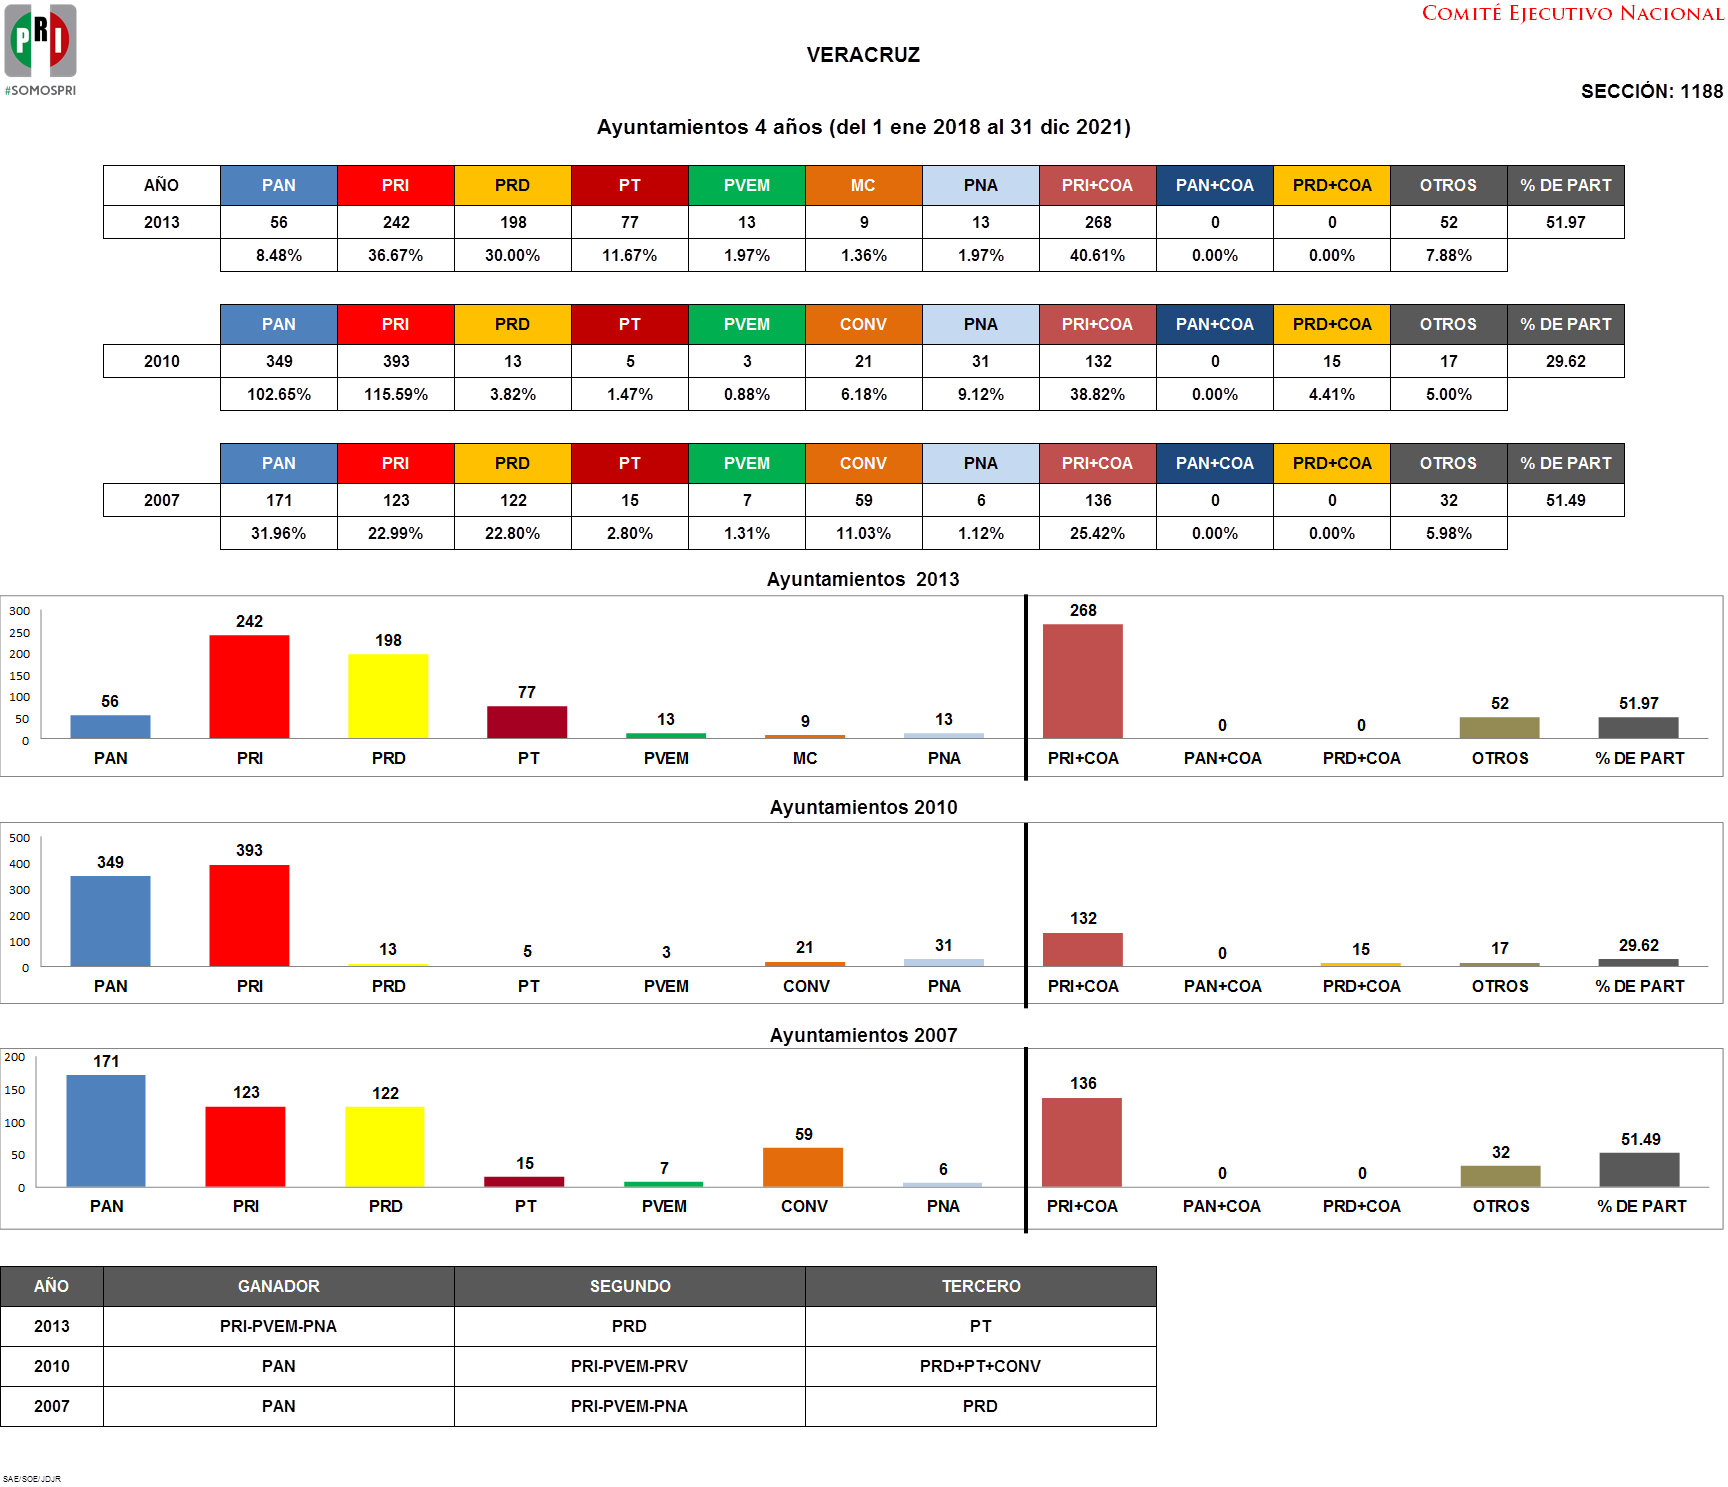 COMITÉ EJECUTIVO NACIONAL
PRI
#SOMOSPRI
VERACRUZ
SECCIÓN: 1188
Ayuntamientos 4 años (del 1 ene 2018 al 31 dic 2021)
AÑO PAN PRI PRD PT PVEM MC PNA PRI+COA PAN+COA PRD+COA OTROS % DE PART
2013 56 242 198 77 13 9 13 268 0 0 52 51.97
8.48% 36.67% 30.00% 11.67% 1.97% 1.36% 1.97% 40.61% 0.00% 0.00% 7.88%
PAN PRI PRD PT PVEM CONV PNA PRI+COA PAN+COA PRD+COA OTROS % DE PART
2010 349 393 13 5 3 21 31 132 0 15 17 29.62
102.65% 115.59% 3.82% 1.47% 0.88% 6.18% 9.12% 38.82% 0.00% 4.41% 5.00%
PAN PRI PRD PT PVEM CONV PNA PRI+COA PAN+COA PRD+COA OTROS % DE PART
2007 171 123 122 15 7 59 6 136 0 0 32 51.49
31.96% 22.99% 22.80% 2.80% 1.31% 11.03% 1.12% 25.42% 0.00% 0.00% 5.98%
Ayuntamientos 2013
300
250
200
150
100
50
0
56 242 198 77 13 9 13 268 0 0 52 51.97
PAN PRI PRD PT PVEM MC PNA PRI+COA PAN+COA PRD+COA OTROS % DE PART
Ayuntamientos 2010
500
400
300
200
100
0
349 393 13 5 3 21 31 132 0 15 17 29.62
PAN PRI PRD PT PVEM CONV PNA PRI+COA PAN+COA PRD+COA OTROS % DE PART
Ayuntamientos 2007
200
150
100
50
0
171 123 122 15 7 59 6 136 0 0 32 51.49
PAN PRI PRD PT PVEM CONV PNA PRI+COA PAN+COA PRD+COA OTROS % DE PART
AÑO GANADOR SEGUNDO TERCERO
2013 PRI-PVEM-PNA PRD PT
2010 PAN PRI-PVEM-PRV PRD+PT+CONV
2007 PAN PRI-PVEM-PNA PRD
SAE/SOE/JDJR